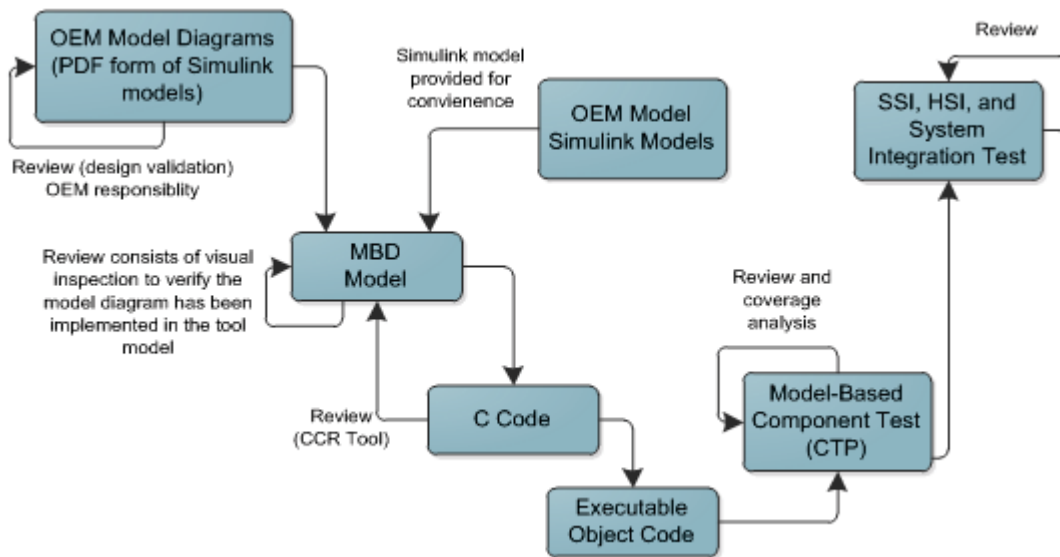 OEM Model Diagrams
(PDF form of Simulink
models)
Review (design validation)
OEM responsiblity
Simulink model
provided for
convienence
OEM Model
Simulink Models
Review
SSI, HSI, and
System
Integration Test
Review consists of visual
inspection to verify the
model diagram has been
implemented in the tool
model
MBD
Model
Review and
coverage
analysis
Review
(CCR Tool)
C Code
Model-Based
Component Test
(CTP)
Executable
Object Code